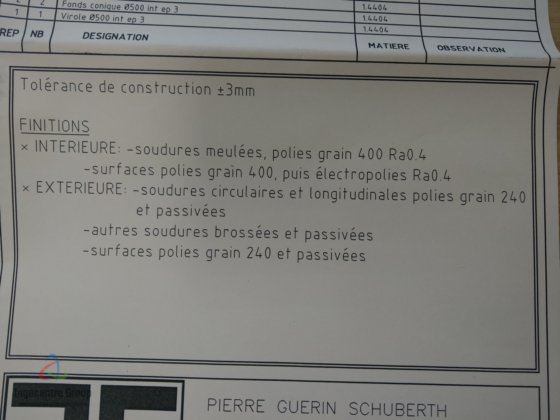 2 Fonds conique Ø500 int ep 3 1.4404
1 1 Virole Ø500 int ep 3 1.4404
1.4404
REP NB DESIGNATION MATIERE OBSERVATION
Tolérance de construction ±3mm
FINITIONS
× INTERIEURE: -soudures meulées, polies grain 400 Ra0.4
-surfaces polies grain 400, puis électropolies Ra0.4
× EXTERIEURE: -soudures circulaires et longitudinales polies grain 240
et passivées
-autres soudures brossées et passivées
-surfaces polies grain 240 et passivées
PIERRE GUERIN SCHUBERTH